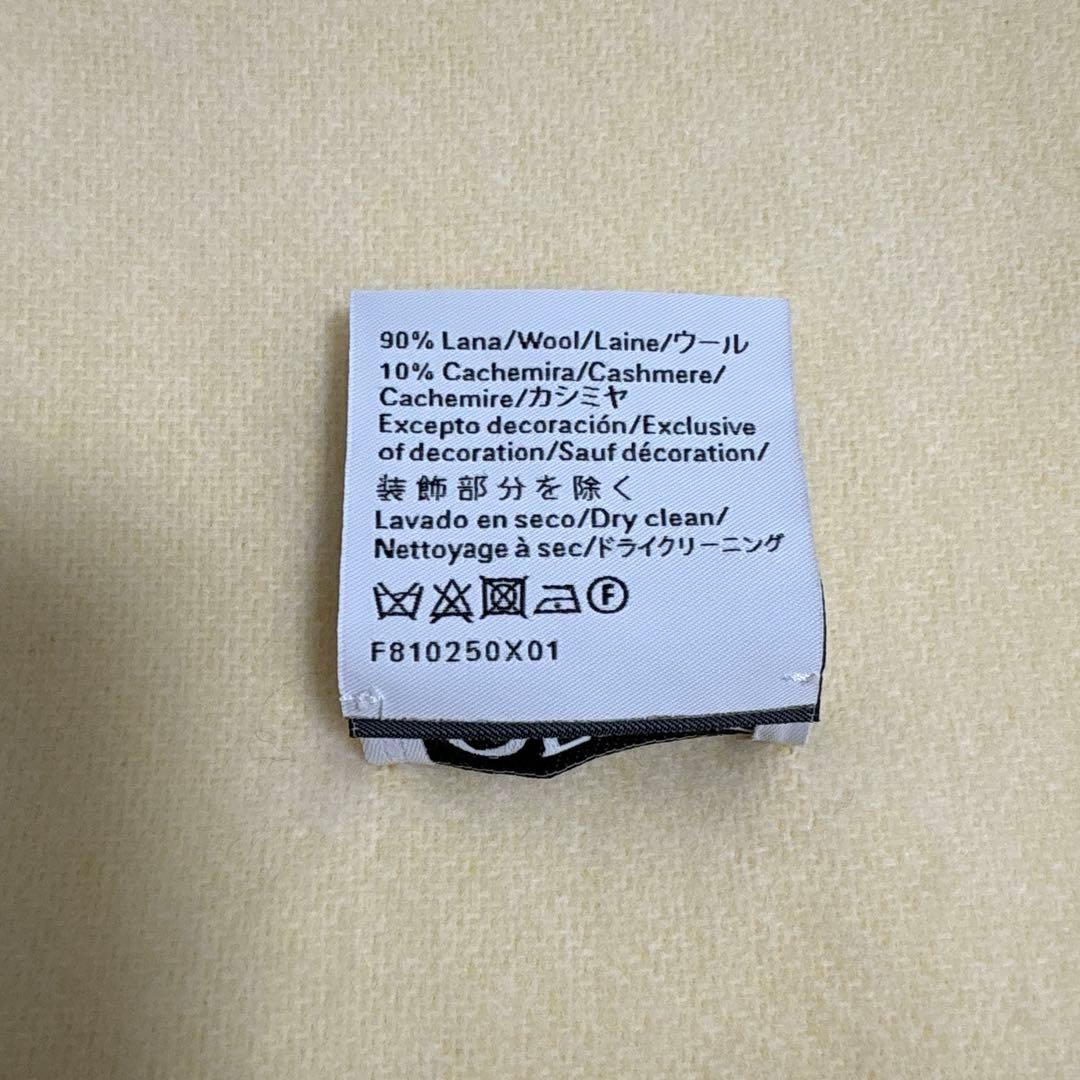 90% Lana/Wool/Laine/ウール
10% Cachemira/Cashmere/
Cachemire/カシミヤ
Excepto decoración/Exclusive
of decoration/Sauf décoration/
装飾部分を除く
Lavado en seco/Dry clean/
Nettoyage à sec/ドライクリーニング
F
F810250X01